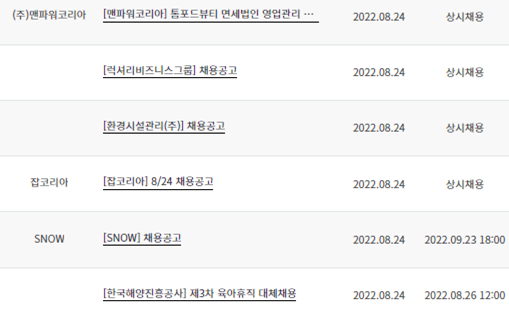 (주)맨파워코리아 [맨파워코리아] 톰포드뷰티 면세법인 영업관리 ··· 2022.08.24 상시채용
[럭셔리비즈니스그룹] 채용공고 2022.08.24 상시채용
[환경시설관리(주)] 채용공고 2022.08.24 상시채용
잡코리아 [잡코리아] 8/24 채용공고 2022.08.24 상시채용
SNOW [SNOW] 채용공고 2022.08.24 2022.09.23 18:00
[한국해양진흥공사] 제3차 육아휴직 대체채용 2022.08.24 2022.08.26 12:00